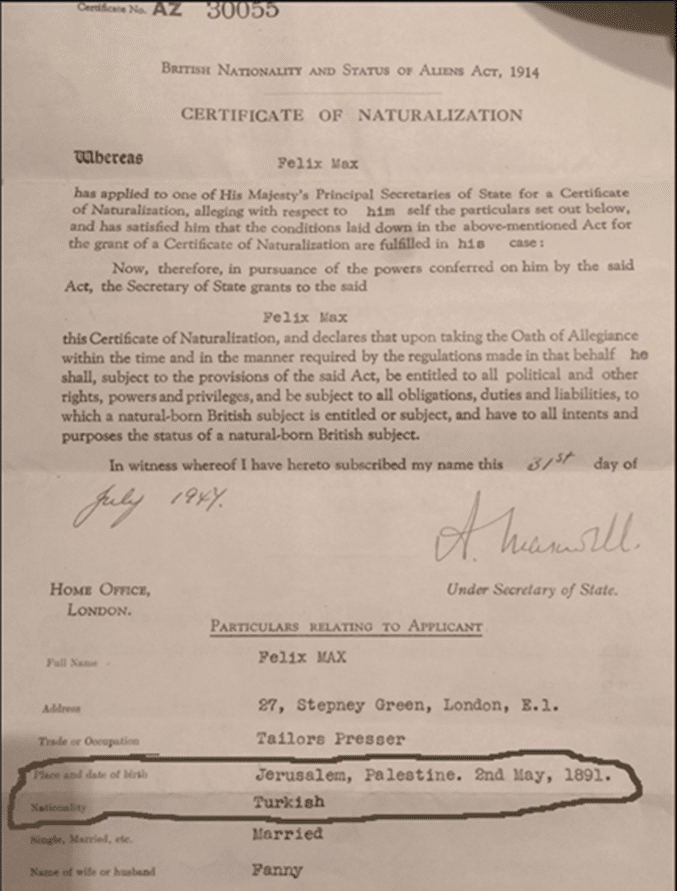 Certificate No. AZ 30055
BRITISH NATIONALITY AND STATUS OF ALIENS ACT, 1914
CERTIFICATE OF NATURALIZATION
Whereas Felix Max
has applied to one of His Majesty's Principal Secretaries of State for a Certificate
of Naturalization, alleging with respect to him self the particulars set out below,
and has satisfied him that the conditions laid down in the above-mentioned Act for
the grant of a Certificate of Naturalization are fulfilled in his case:
Now, therefore, in pursuance of the powers conferred on him by the said
Act, the Secretary of State grants to the said
Felix Max
this Certificate of Naturalization, and declares that upon taking the Oath of Allegiance
within the time and in the manner required by the regulations made in that behalf he
shall, subject to the provisions of the said Act, be entitled to all political and other
rights, powers and privileges, and be subject to all obligations, duties and liabilities, to
which a natural-born British subject is entitled or subject, and have to all intents and
purposes the status of a natural-born British subject.
In witness whereof I have hereto subscribed my name this 31st day of
July 1947.
A. Maxwell.
HOME OFFICE,
LONDON.
Under Secretary of State.
PARTICULARS RELATING TO APPLICANT
Full Name Felix MAX
Address 27, Stepney Green, London, E.1.
Trade or Occupation Tailors Presser
Place and date of birth Jerusalem, Palestine. 2nd May, 1891.
Nationality Turkish
Single, Married, etc. Married
Name of wife or husband Fanny